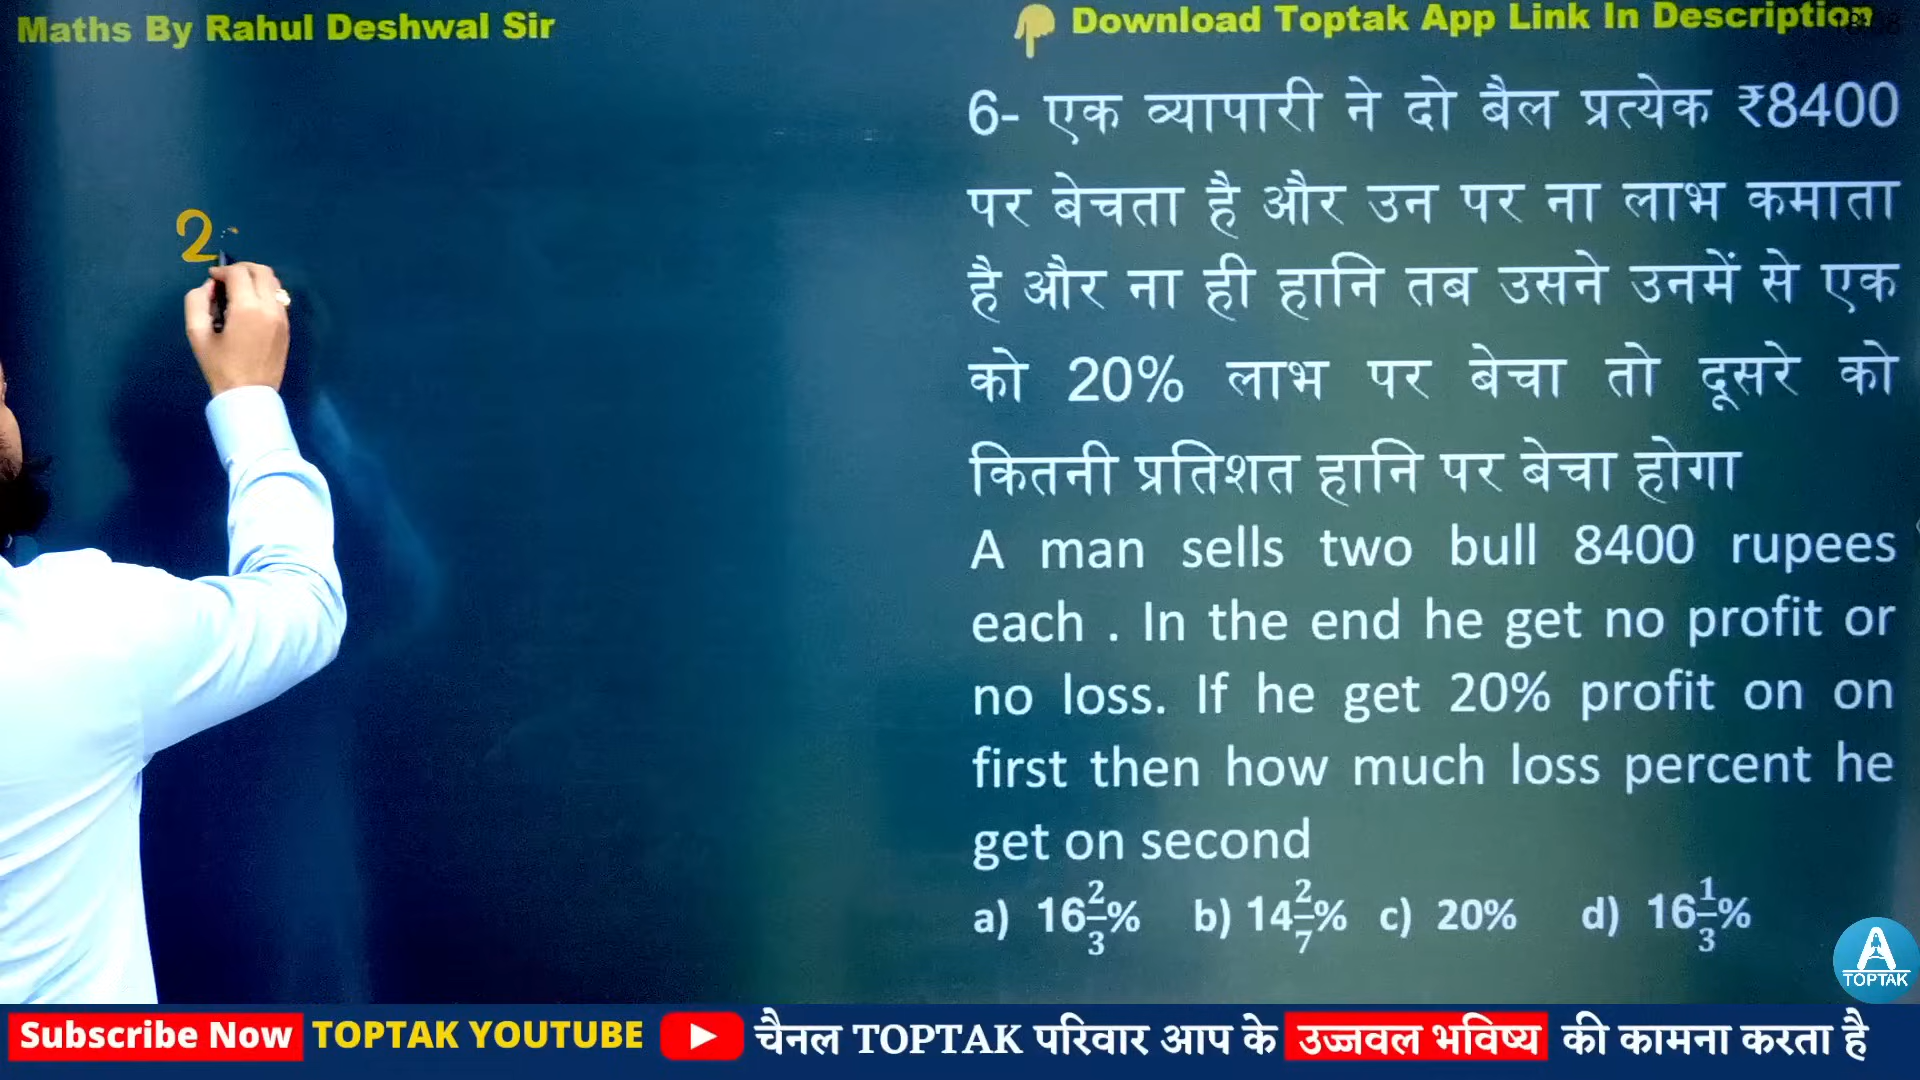 Maths By Rahul Deshwal Sir
Download Toptak App Link In Description
6- एक व्यापारी ने दो बैल प्रत्येक ₹8400
पर बेचता है और उन पर ना लाभ कमाता
है और ना ही हानि तब उसने उनमें से एक
को 20% लाभ पर बेचा तो दूसरे को
कितनी प्रतिशत हानि पर बेचा होगा
A man sells two bull 8400 rupees
each . In the end he get no profit or
no loss. If he get 20% profit on on
first then how much loss percent he
get on second
a) 16 2/3% b) 14 2/7% c) 20% d) 16 1/3%
2
TOPTAK
Subscribe Now TOPTAK YOUTUBE चैनल TOPTAK परिवार आप के उज्जवल भविष्य की कामना करता है